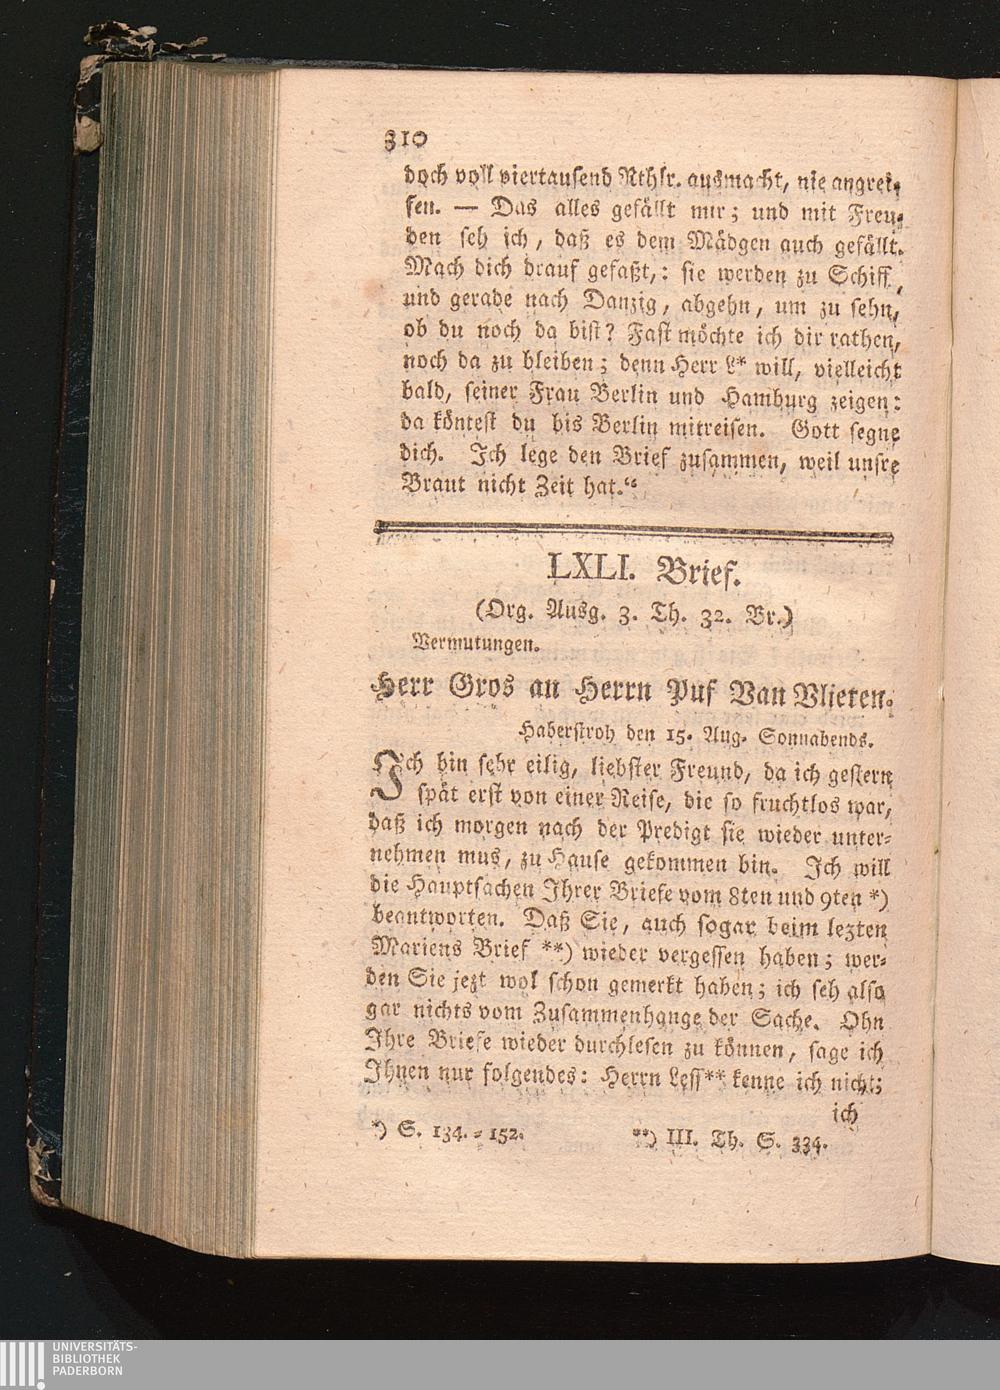 310
doch voll viertausend Rthlr. ausmacht, nie angrei-
fen. — Das alles gefällt mir; und mit Freu-
den seh ich, daß es dem Mädgen auch gefällt.
Mach dich drauf gefaßt,: sie werden zu Schiff,
und gerade nach Danzig, abgehn, um zu sehn,
ob du noch da bist? Fast möchte ich dir rathen,
noch da zu bleiben; denn Herr L* will, vielleicht
bald, seiner Frau Berlin und Hamburg zeigen:
da köntest du bis Berlin mitreisen. Gott segne
dich. Ich lege den Brief zusammen, weil unsre
Braut nicht Zeit hat.“
LXLI. Brief.
(Org. Ausg. 3. Th. 32. Br.)
Vermutungen.
Herr Gros an Herrn Puf Van Vlieten.
Haberstroh den 15. Aug. Sonnabends.
Ich bin sehr eilig, liebster Freund, da ich gestern
spät erst von einer Reise, die so fruchtlos war,
daß ich morgen nach der Predigt sie wieder unter-
nehmen mus, zu Hause gekommen bin. Ich will
die Hauptsachen Ihrer Briefe vom 8ten und 9ten *)
beantworten. Daß Sie, auch sogar beim lezten
Mariens Brief **) wieder vergessen haben; wer-
den Sie jezt wol schon gemerkt haben; ich seh also
gar nichts vom Zusammenhange der Sache. Ohn
Ihre Briefe wieder durchlesen zu können, sage ich
Ihnen nur folgendes: Herrn Less** kenne ich nicht;
ich
*) S. 134. - 152. **) III. Th. S. 334.
UNIVERSITÄTS-
BIBLIOTHEK
PADERBORN